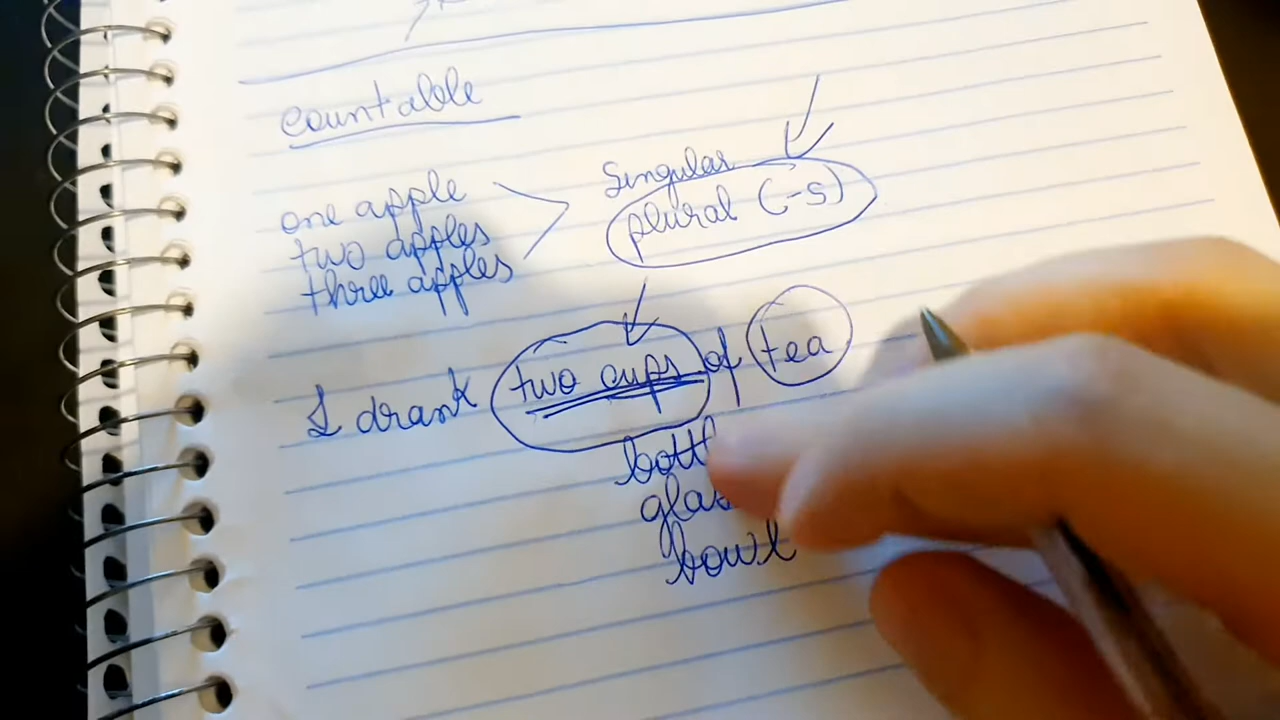 countable
one apple
two apples
three apples
Singular
plural (-s)
I drank two cups of tea
bowl